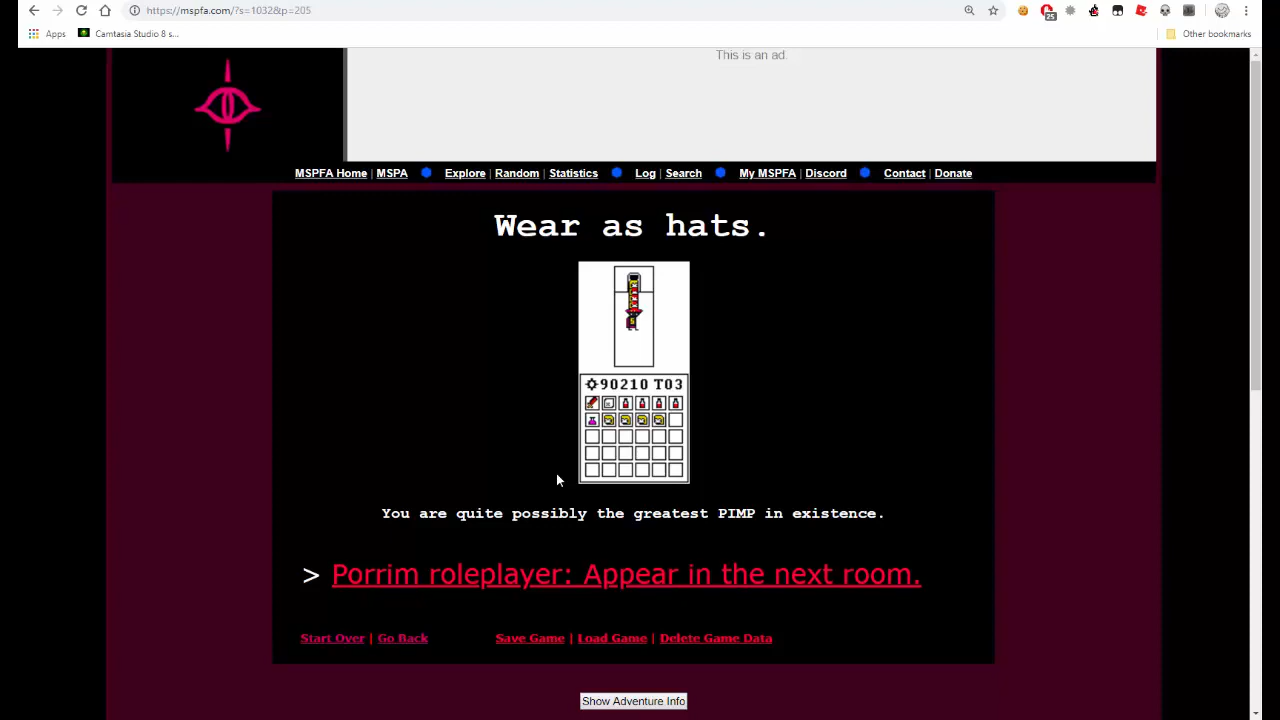 https://mspfa.com/?s=1032&p=205
25
Apps
Camtasia Studio 8 s...
Other bookmarks
This is an ad.
MSPFA Home | MSPA Explore | Random | Statistics Log | Search My MSPFA | Discord Contact | Donate
Wear as hats.
90210 T03
You are quite possibly the greatest PIMP in existence.
> Porrim roleplayer: Appear in the next room.
Start Over | Go Back Save Game | Load Game | Delete Game Data
Show Adventure Info